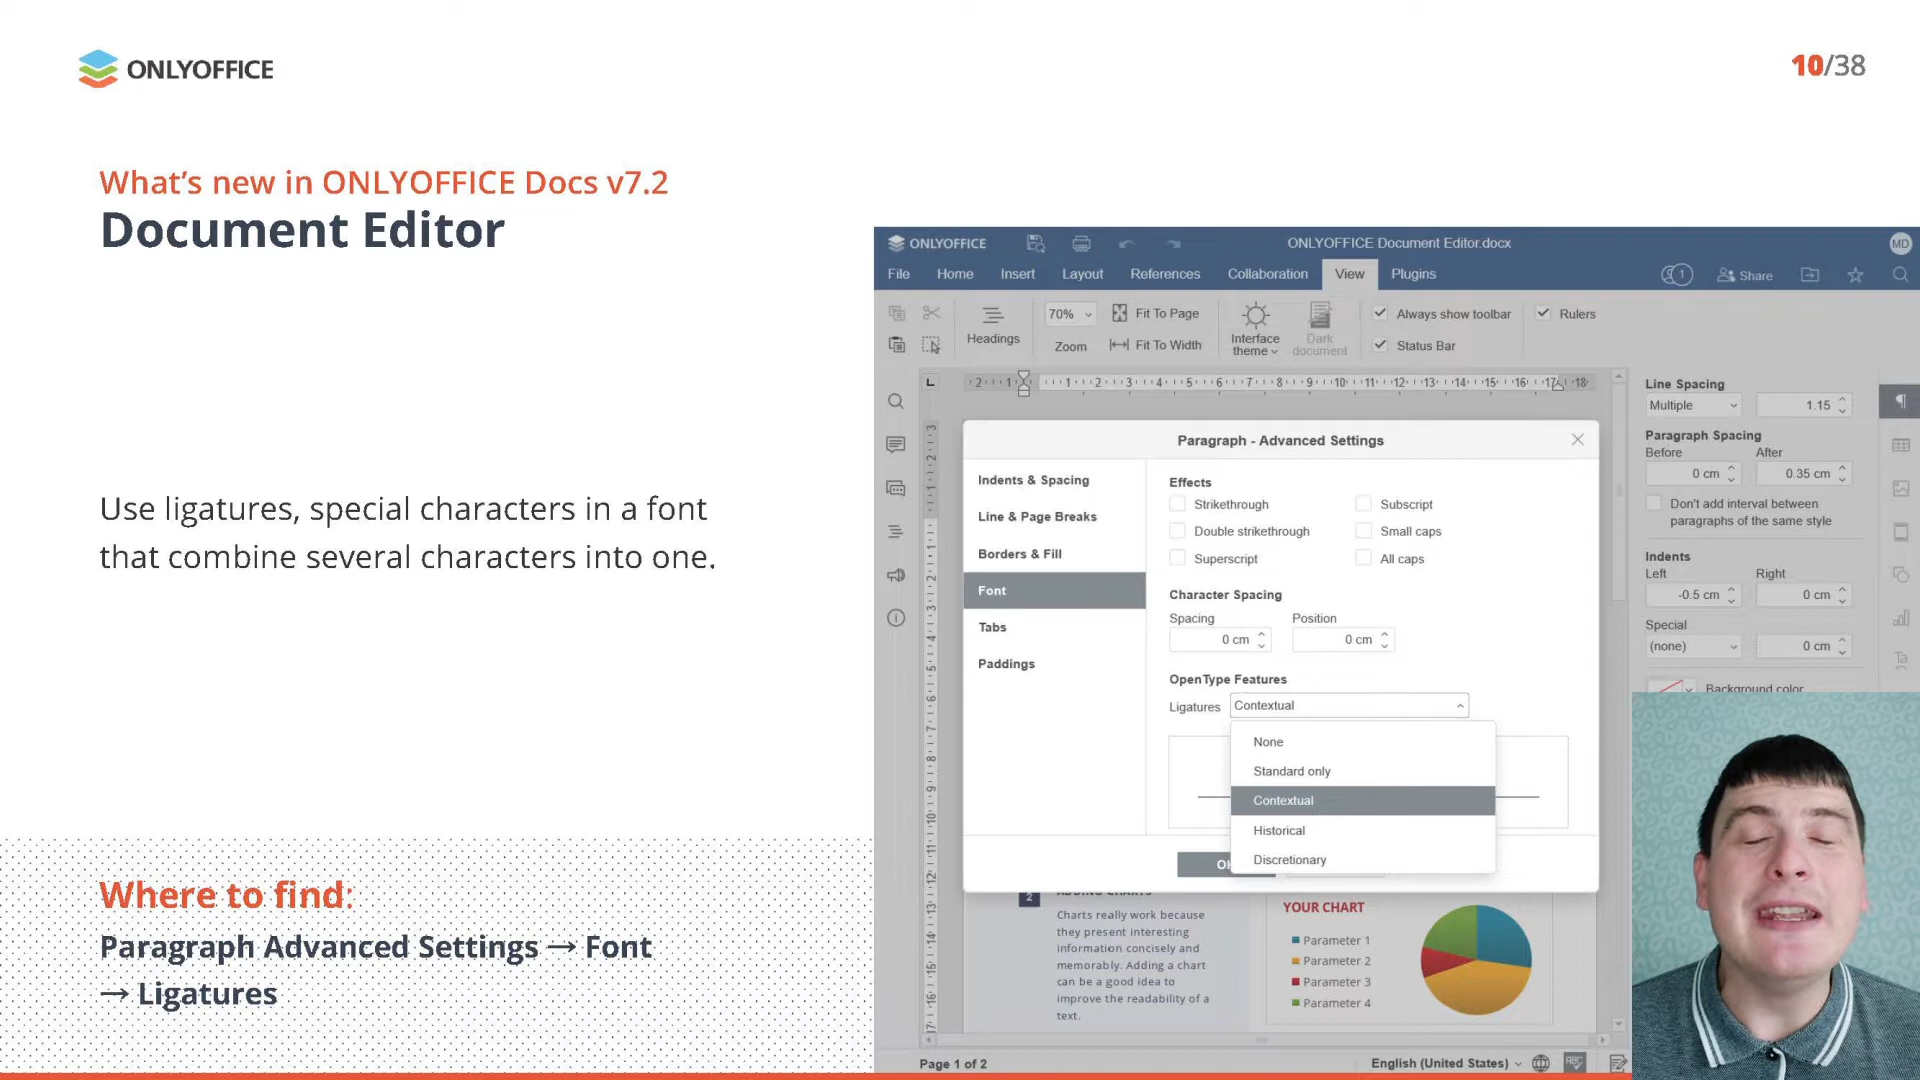 ONLYOFFICE
10/38
What's new in ONLYOFFICE Docs v7.2
Document Editor
Use ligatures, special characters in a font
that combine several characters into one.
Where to find:
Paragraph Advanced Settings → Font
→ Ligatures
ONLYOFFICE
ONLYOFFICE Document Editor.docx
MD
File Home Insert Layout References Collaboration View Plugins
1 Share
Headings
70%
Zoom
Fit To Page
Fit To Width
Interface
theme
Dark
document
Always show toolbar
Status Bar
Rulers
Paragraph - Advanced Settings
Indents & Spacing
Line & Page Breaks
Borders & Fill
Font
Tabs
Paddings
Effects
Strikethrough
Subscript
Double strikethrough
Small caps
Superscript
All caps
Character Spacing
Spacing
Position
0 cm
0 cm
OpenType Features
Ligatures
Contextual
None
Standard only
Contextual
Historical
Discretionary
Line Spacing
Multiple
1.15
Paragraph Spacing
Before
After
0 cm
0.35 cm
Don't add interval between
paragraphs of the same style
Indents
Left
Right
-0.5 cm
0 cm
Special
(none)
0 cm
Background color
2
ADDING CHARTS
Charts really work because
they present interesting
information concisely and
memorably. Adding a chart
can be a good idea to
improve the readability of a
text.
YOUR CHART
Parameter 1
Parameter 2
Parameter 3
Parameter 4
Page 1 of 2
English (United States)
ABC